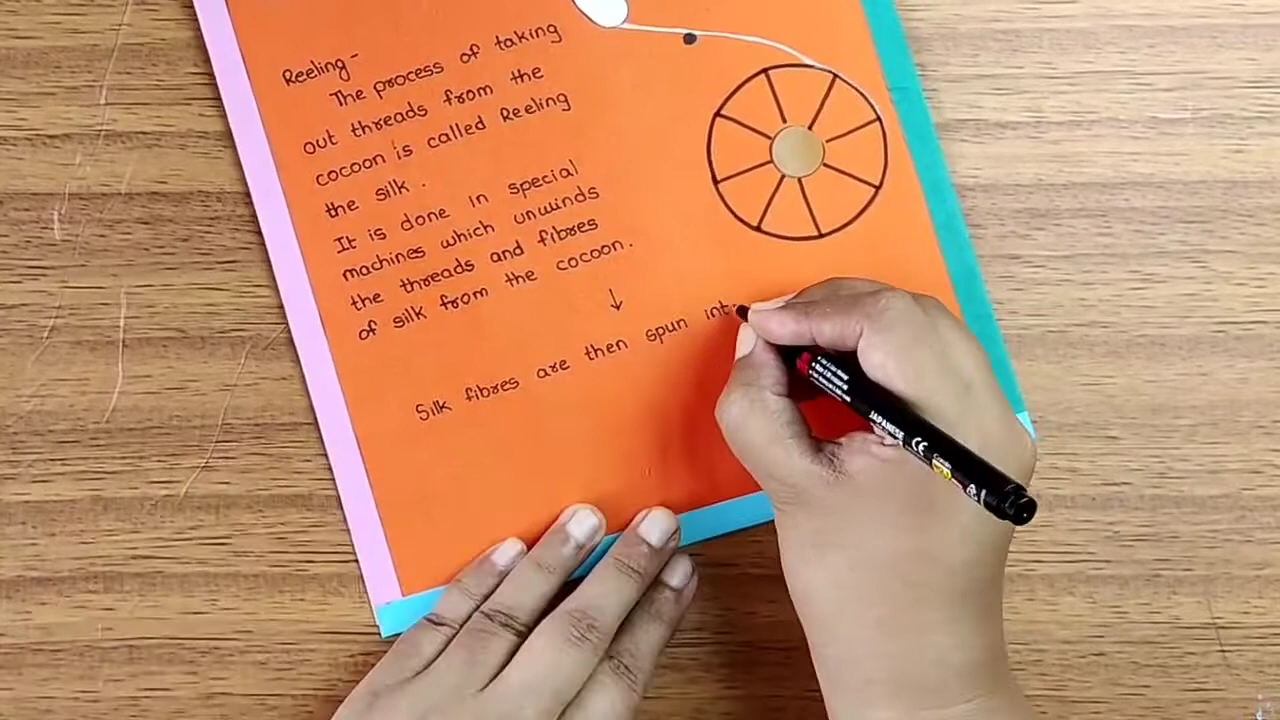 Reeling-
The process of taking
out threads from the
cocoon is called Reeling
the silk.
It is done in special
machines which unwinds
the threads and fibres
of silk from the cocoon.
↓
Silk fibres are then spun int
JAPANESE
CE